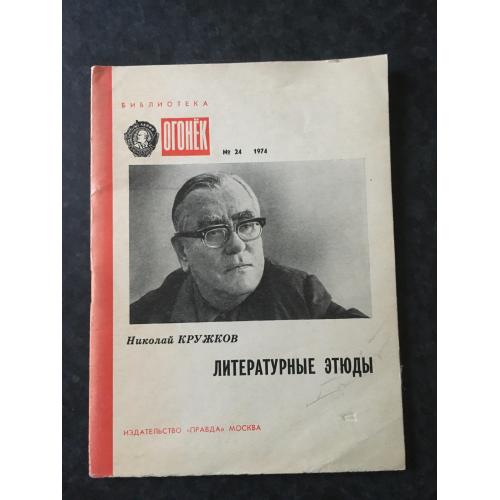 БИБЛИОТЕКА
ОГОНЁК
№ 24 1974
Николай КРУЖКОВ
ЛИТЕРАТУРНЫЕ ЭТЮДЫ
ИЗДАТЕЛЬСТВО «ПРАВДА» МОСКВА